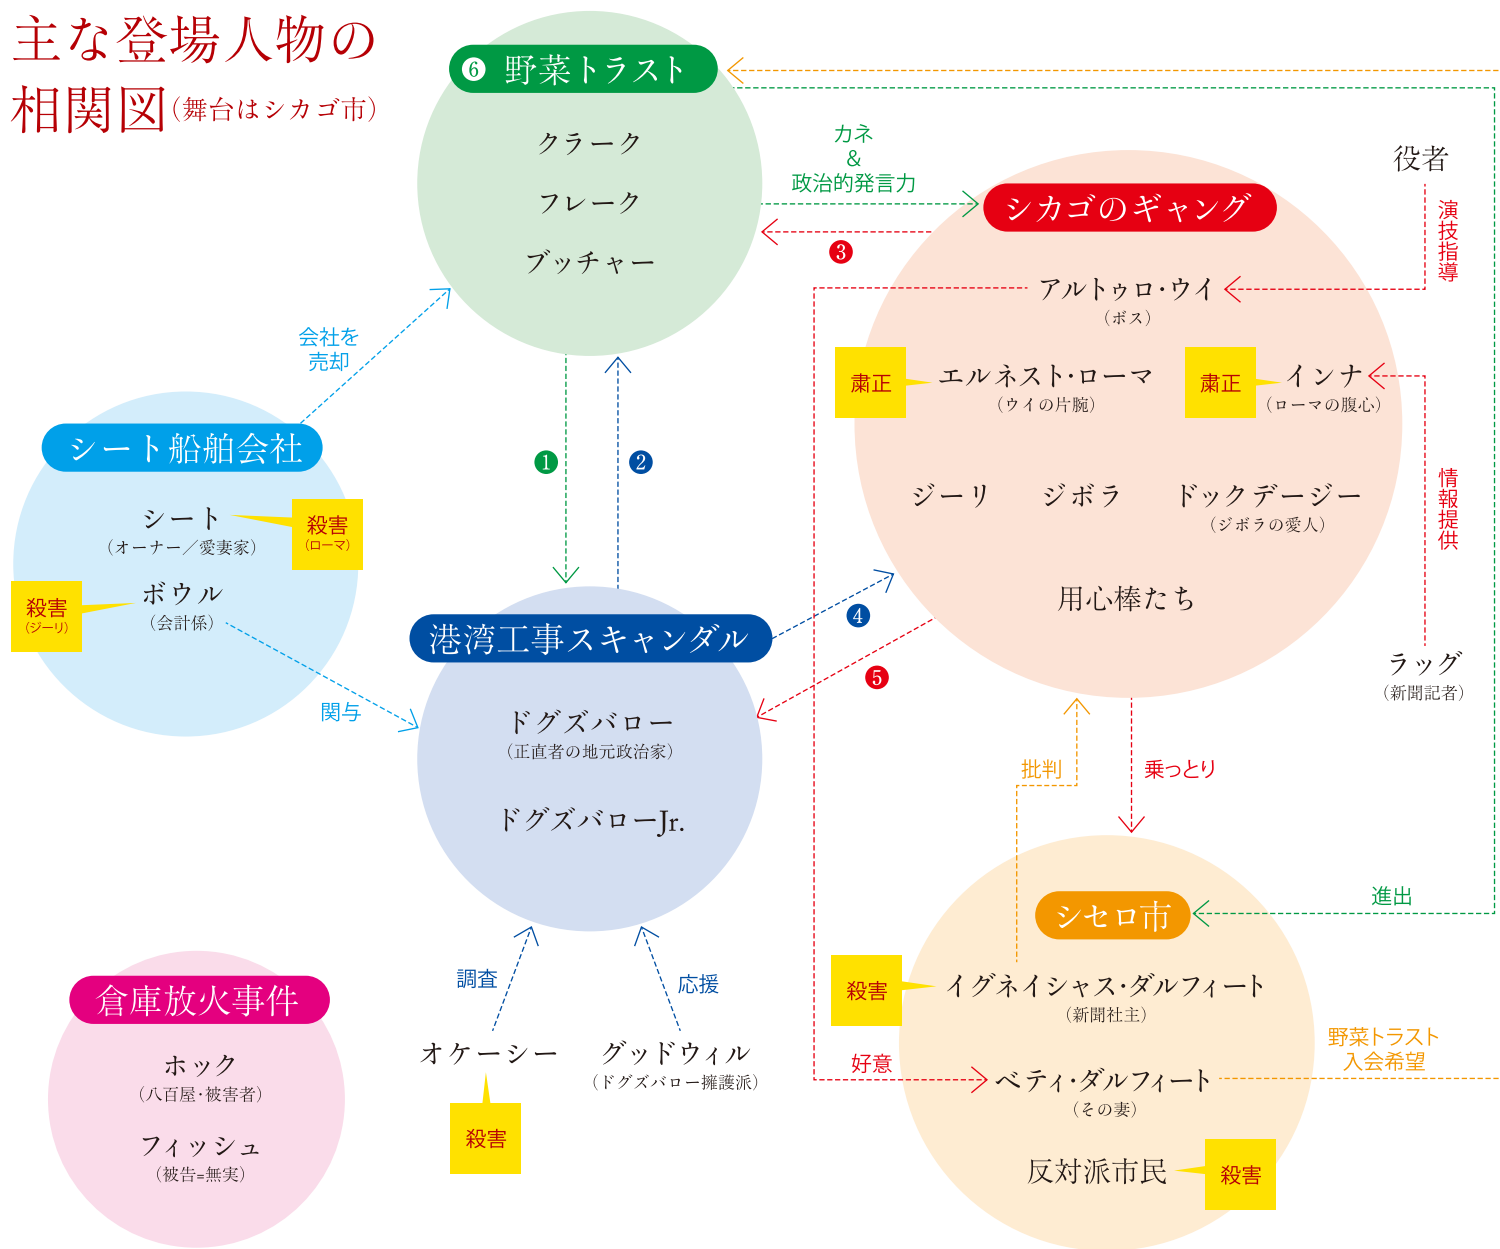 主な登場人物の
相関図（舞台はシカゴ市）
❻ 野菜トラスト
クラーク
フレーク
ブッチャー
カネ
&
政治的発言力
❸
シカゴのギャング
アルトゥロ・ウイ
（ボス）
粛正
エルネスト・ローマ
（ウイの片腕）
粛正
インナ
（ローマの腹心）
ジーリ
ジボラ
ドックデージー
（ジボラの愛人）
用心棒たち
役者
演技指導
情報提供
ラッグ
（新聞記者）
会社を
売却
シート船舶会社
シート
（オーナー／愛妻家）
殺害
（ローマ）
ボウル
（会計係）
殺害
（ジーリ）
関与
❶
❷
港湾工事スキャンダル
ドグズバロー
（正直者の地元政治家）
ドグズバローJr.
❹
❺
調査
応援
オケーシー
殺害
グッドウィル
（ドグズバロー擁護派）
批判
乗っとり
シセロ市
進出
イグネイシャス・ダルフィート
（新聞社主）
殺害
好意
ベティ・ダルフィート
（その妻）
野菜トラスト
入会希望
反対派市民
殺害
倉庫放火事件
ホック
（八百屋・被害者）
フィッシュ
（被告=無実）